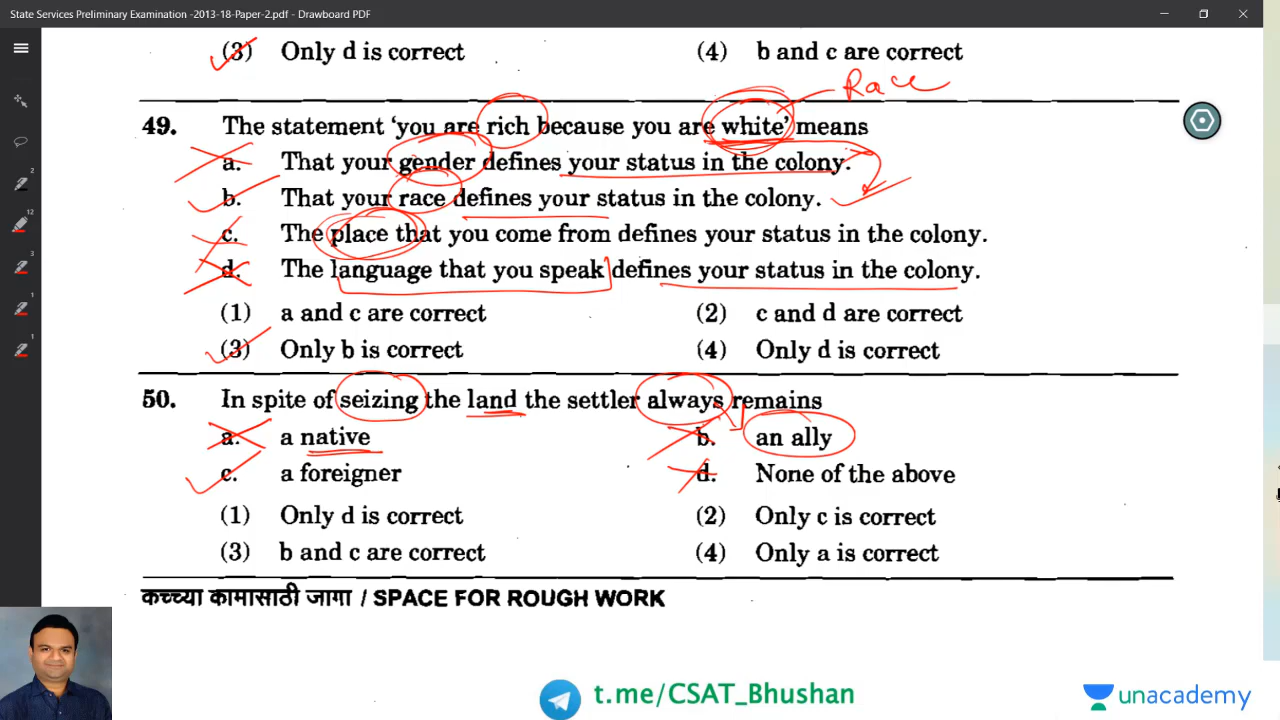 State Services Preliminary Examination -2013-18-Paper-2.pdf - Drawboard PDF
(3) Only d is correct (4) b and c are correct
Race
49. The statement 'you are rich because you are white' means
a. That your gender defines your status in the colony.
b. That your race defines your status in the colony.
c. The place that you come from defines your status in the colony.
d. The language that you speak defines your status in the colony.
(1) a and c are correct (2) c and d are correct
(3) Only b is correct (4) Only d is correct
50. In spite of seizing the land the settler always remains
a. a native b. an ally
c. a foreigner d. None of the above
(1) Only d is correct (2) Only c is correct
(3) b and c are correct (4) Only a is correct
कच्च्या कामासाठी जागा / SPACE FOR ROUGH WORK
t.me/CSAT_Bhushan
unacademy
2
12
3
1
1